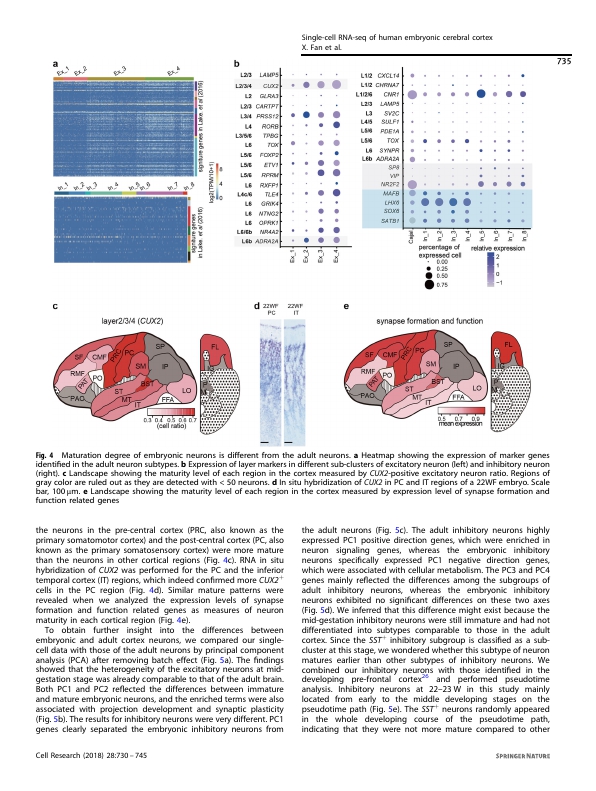 Single-cell RNA-seq of human embryonic cerebral cortex
X. Fan et al.
735
a
Ex_1 Ex_2 Ex_3 Ex_4
signiture genes in Lake, et al (2016)
In_1 In_2 In_3 In_4 In_5 In_6 In_7 In_8
signiture genes
in Lake, et al (2016)
log2(TPM/10+1)
8
4
0
b
L2/3 LAMP5
L2/3/4 CUX2
L2 GLRA3
L2/3 CARTPT
L3/4 PRSS12
L4 RORB
L3/5/6 TPBG
L6 TOX
L5/6 FOXP2
L5/6 ETV1
L5/6 RPRM
L6 RXFP1
L4c/6 TLE4
L6 GRIK4
L6 NTNG2
L6 OPRK1
L6/6b NR4A2
L6b ADRA2A
Ex_1 Ex_2 Ex_3 Ex_4
L1/2 CXCL14
L1/2 CHRNA7
L1/2/6 CNR1
L2/3 LAMP5
L3 SV2C
L4/5 SULF1
L5/6 PDE1A
L5/6 TOX
L6 SYNPR
L6b ADRA2A
SP8
VIP
NR2F2
MAFB
LHX6
SOX6
SATB1
Cajal In_1 In_2 In_3 In_4 In_5 In_6 In_7 In_8
percentage of
expressed cell
0.00
0.25
0.50
0.75
relative expression
2
1
0
−1
c
layer2/3/4 (CUX2)
SF CMF PRC PC SP
RMF PAT PO SM IP
PAO ST BST LO
MT IT FFA
FL
IG
P
0.3 0.4 0.5 0.6 0.7
(cell ratio)
d
22WF 22WF
PC IT
e
synapse formation and function
SF CMF PRC PC SP
RMF PAT PO SM IP
PAO ST BST LO
MT IT FFA
FL
IG
P
0.5 0.7 0.9
mean expression
Fig. 4 Maturation degree of embryonic neurons is different from the adult neurons. a Heatmap showing the expression of marker genes
identified in the adult neuron subtypes. b Expression of layer markers in different sub-clusters of excitatory neuron (left) and inhibitory neuron
(right). c Landscape showing the maturity level of each region in the cortex measured by CUX2-positive excitatory neuron ratio. Regions of
gray color are ruled out as they are detected with < 50 neurons. d In situ hybridization of CUX2 in PC and IT regions of a 22WF embryo. Scale
bar, 100 μm. e Landscape showing the maturity level of each region in the cortex measured by expression level of synapse formation and
function related genes
the neurons in the pre-central cortex (PRC, also known as the
primary somatomotor cortex) and the post-central cortex (PC, also
known as the primary somatosensory cortex) were more mature
than the neurons in other cortical regions (Fig. 4c). RNA in situ
hybridization of CUX2 was performed for the PC and the inferior
temporal cortex (IT) regions, which indeed confirmed more CUX2+
cells in the PC region (Fig. 4d). Similar mature patterns were
revealed when we analyzed the expression levels of synapse
formation and function related genes as measures of neuron
maturity in each cortical region (Fig. 4e).
To obtain further insight into the differences between
embryonic and adult cortex neurons, we compared our single-
cell data with those of the adult neurons by principal component
analysis (PCA) after removing batch effect (Fig. 5a). The findings
showed that the heterogeneity of the excitatory neurons at mid-
gestation stage was already comparable to that of the adult brain.
Both PC1 and PC2 reflected the differences between immature
and mature embryonic neurons, and the enriched terms were also
associated with projection development and synaptic plasticity
(Fig. 5b). The results for inhibitory neurons were very different. PC1
genes clearly separated the embryonic inhibitory neurons from
the adult neurons (Fig. 5c). The adult inhibitory neurons highly
expressed PC1 positive direction genes, which were enriched in
neuron signaling genes, whereas the embryonic inhibitory
neurons specifically expressed PC1 negative direction genes,
which were associated with cellular metabolism. The PC3 and PC4
genes mainly reflected the differences among the subgroups of
adult inhibitory neurons, whereas the embryonic inhibitory
neurons exhibited no significant differences on these two axes
(Fig. 5d). We inferred that this difference might exist because the
mid-gestation inhibitory neurons were still immature and had not
differentiated into subtypes comparable to those in the adult
cortex. Since the SST+ inhibitory subgroup is classified as a sub-
cluster at this stage, we wondered whether this subtype of neuron
matures earlier than other subtypes of inhibitory neurons. We
combined our inhibitory neurons with those identified in the
developing pre-frontal cortex26 and performed pseudotime
analysis. Inhibitory neurons at 22–23 W in this study mainly
located from early to the middle developing stages on the
pseudotime path (Fig. 5e). The SST+ neurons randomly appeared
in the whole developing course of the pseudotime path,
indicating that they were not more mature compared to other
Cell Research (2018) 28:730 – 745
SPRINGER NATURE